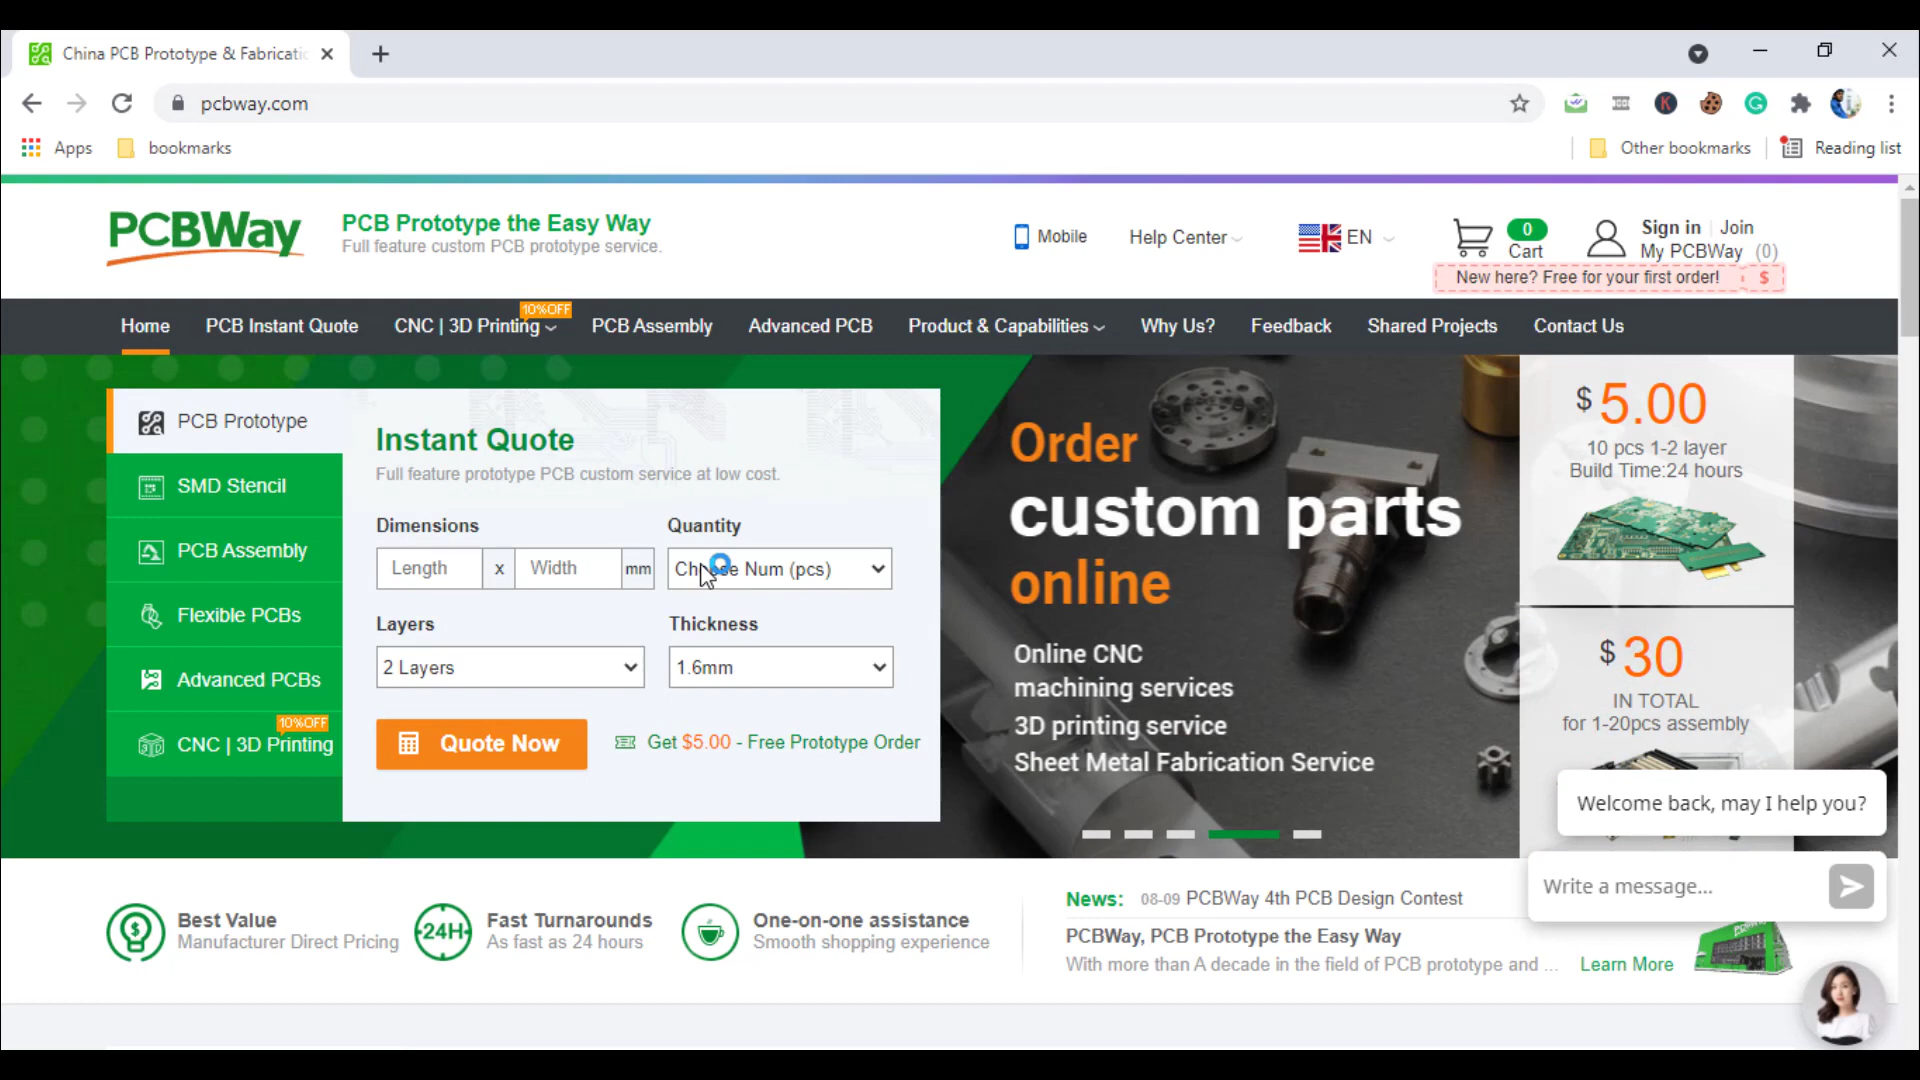 China PCB Prototype & Fabricati
pcbway.com
Apps
bookmarks
Other bookmarks
Reading list
PCBWay
PCB Prototype the Easy Way
Full feature custom PCB prototype service.
Mobile
Help Center
EN
0
Cart
Sign in | Join
My PCBWay (0)
New here? Free for your first order! $
Home
PCB Instant Quote
CNC | 3D Printing
10%OFF
PCB Assembly
Advanced PCB
Product & Capabilities
Why Us?
Feedback
Shared Projects
Contact Us
PCB Prototype
SMD Stencil
PCB Assembly
Flexible PCBs
Advanced PCBs
10%OFF
CNC | 3D Printing
Instant Quote
Full feature prototype PCB custom service at low cost.
Dimensions
Quantity
Length x Width mm
Choose Num (pcs)
Layers
Thickness
2 Layers
1.6mm
Quote Now
Get $5.00 - Free Prototype Order
Order
custom parts
online
Online CNC
machining services
3D printing service
Sheet Metal Fabrication Service
$ 5.00
10 pcs 1-2 layer
Build Time:24 hours
$ 30
IN TOTAL
for 1-20pcs assembly
Welcome back, may I help you?
Write a message...
Best Value
Manufacturer Direct Pricing
24H
Fast Turnarounds
As fast as 24 hours
One-on-one assistance
Smooth shopping experience
News: 08-09 PCBWay 4th PCB Design Contest
PCBWay, PCB Prototype the Easy Way
With more than A decade in the field of PCB prototype and ...
Learn More